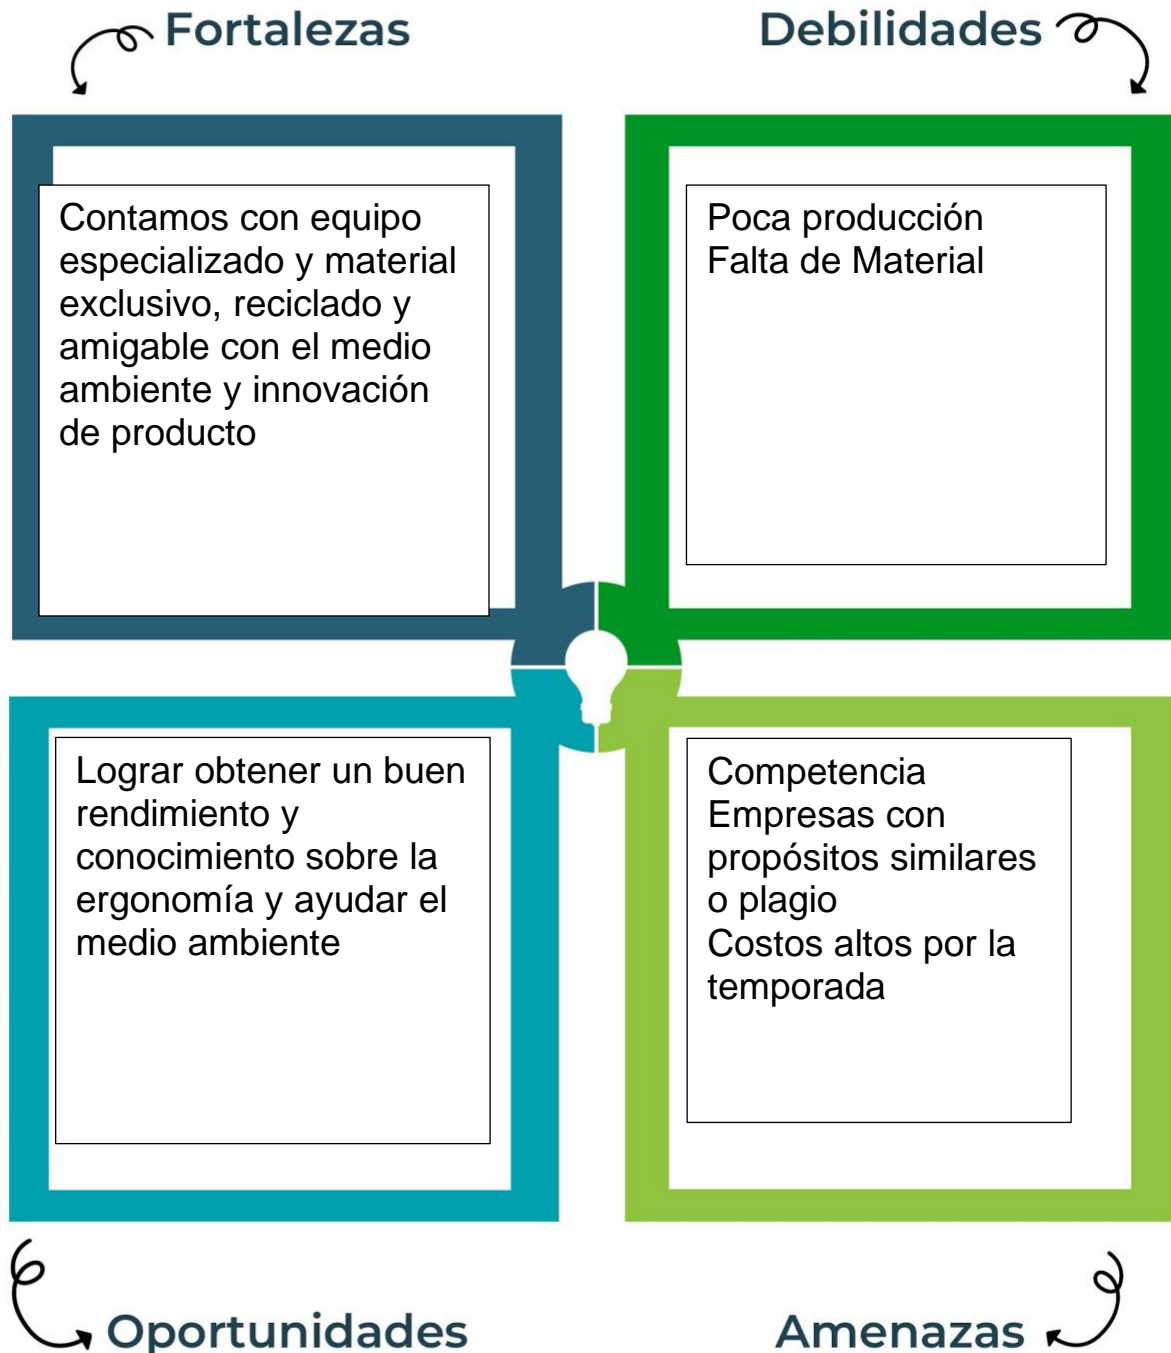 Fortalezas
Debilidades
Contamos con equipo
especializado y material
exclusivo, reciclado y
amigable con el medio
ambiente y innovación
de producto
Poca producción
Falta de Material
Lograr obtener un buen
rendimiento y
conocimiento sobre la
ergonomía y ayudar el
medio ambiente
Competencia
Empresas con
propósitos similares
o plagio
Costos altos por la
temporada
Oportunidades
Amenazas